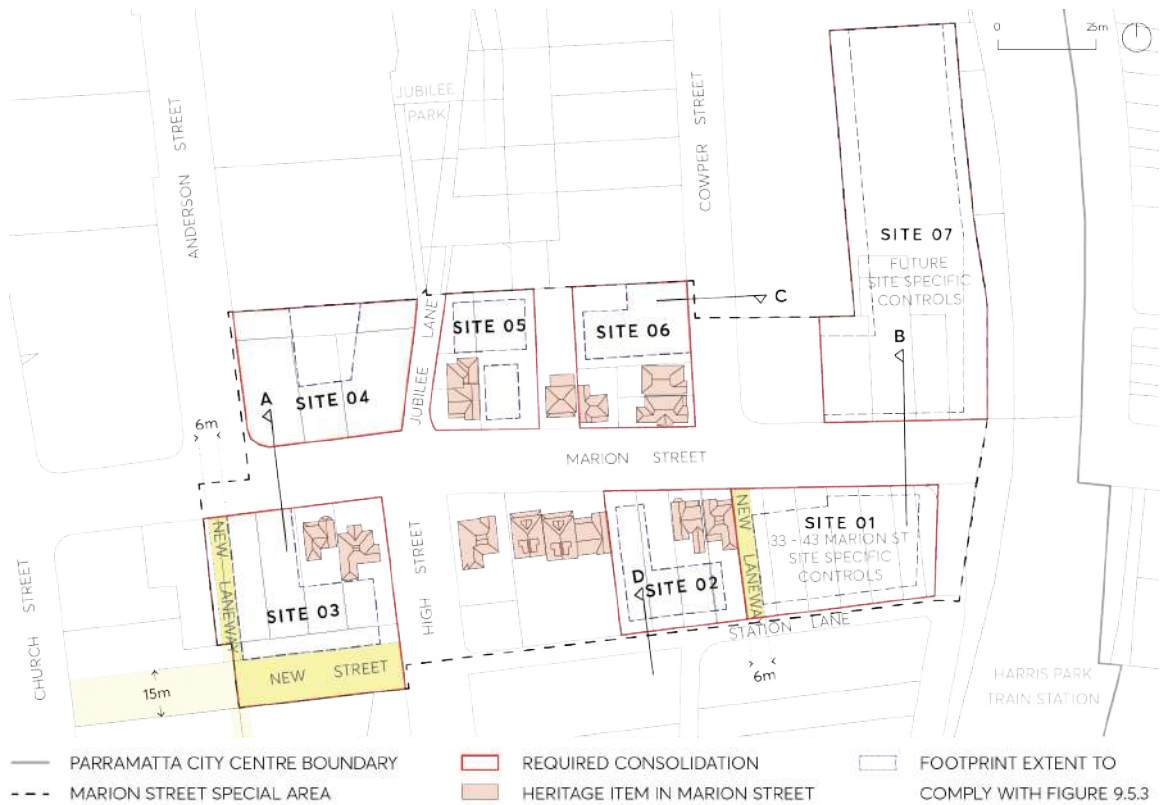 0
25m
JUBILEE
PARK
ANDERSON STREET
COWPER STREET
SITE 07
FUTURE
SITE SPECIFIC
CONTROLS
C
JUBILEE LANE
SITE 05
SITE 06
B
SITE 04
A
6m
MARION STREET
NEW LANEWAY
SITE 01
33 - 43 MARION ST
SITE SPECIFIC
CONTROLS
NEW LANEWAY
HIGH STREET
CHURCH STREET
D
SITE 02
SITE 03
STATION LANE
NEW STREET
15m
6m
HARRIS PARK
TRAIN STATION
PARRAMATTA CITY CENTRE BOUNDARY
REQUIRED CONSOLIDATION
FOOTPRINT EXTENT TO
MARION STREET SPECIAL AREA
HERITAGE ITEM IN MARION STREET
COMPLY WITH FIGURE 9.5.3